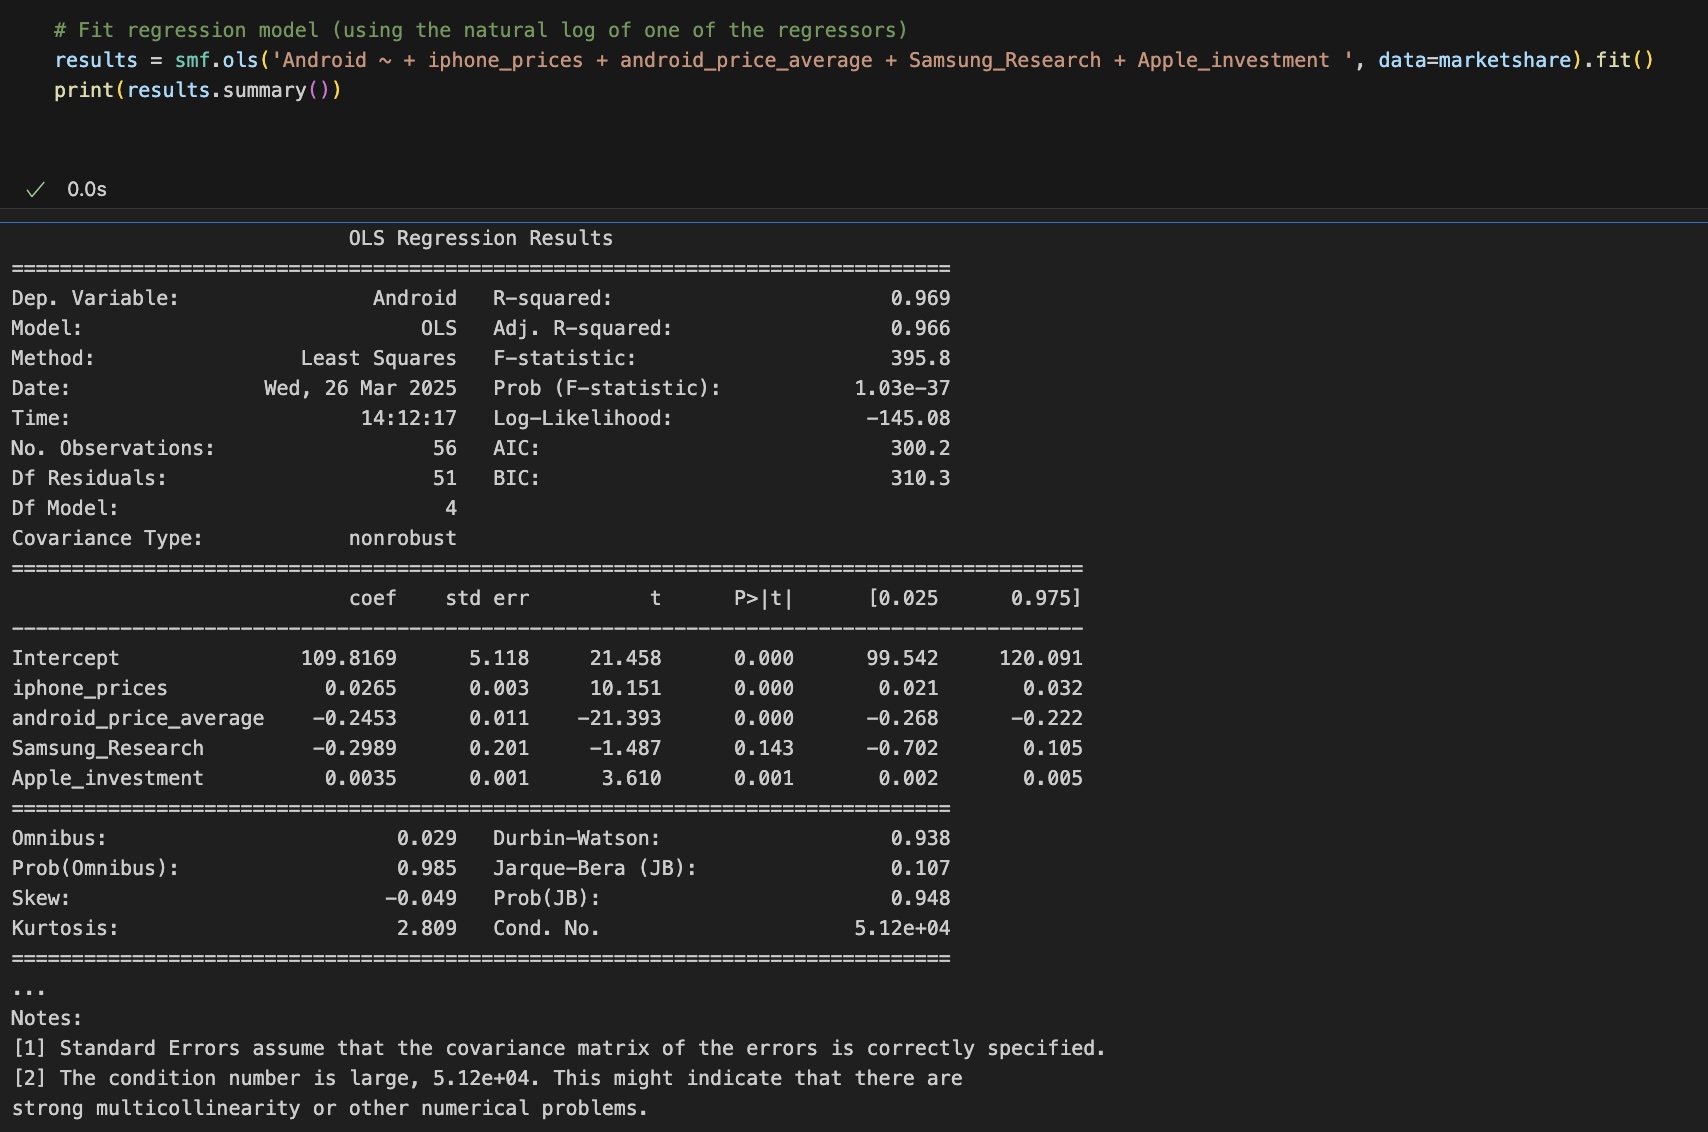 # Fit regression model (using the natural log of one of the regressors)
results = smf.ols('Android ~ + iphone_prices + android_price_average + Samsung_Research + Apple_investment ', data=marketshare).fit()
print(results.summary())
✓ 0.0s
OLS Regression Results
==============================================================================
Dep. Variable: Android R-squared: 0.969
Model: OLS Adj. R-squared: 0.966
Method: Least Squares F-statistic: 395.8
Date: Wed, 26 Mar 2025 Prob (F-statistic): 1.03e-37
Time: 14:12:17 Log-Likelihood: -145.08
No. Observations: 56 AIC: 300.2
Df Residuals: 51 BIC: 310.3
Df Model: 4
Covariance Type: nonrobust
=========================================================================================
coef std err t P>|t| [0.025 0.975]
-----------------------------------------------------------------------------------------
Intercept 109.8169 5.118 21.458 0.000 99.542 120.091
iphone_prices 0.0265 0.003 10.151 0.000 0.021 0.032
android_price_average -0.2453 0.011 -21.393 0.000 -0.268 -0.222
Samsung_Research -0.2989 0.201 -1.487 0.143 -0.702 0.105
Apple_investment 0.0035 0.001 3.610 0.001 0.002 0.005
==============================================================================
Omnibus: 0.029 Durbin-Watson: 0.938
Prob(Omnibus): 0.985 Jarque-Bera (JB): 0.107
Skew: -0.049 Prob(JB): 0.948
Kurtosis: 2.809 Cond. No. 5.12e+04
==============================================================================
...
Notes:
[1] Standard Errors assume that the covariance matrix of the errors is correctly specified.
[2] The condition number is large, 5.12e+04. This might indicate that there are
strong multicollinearity or other numerical problems.